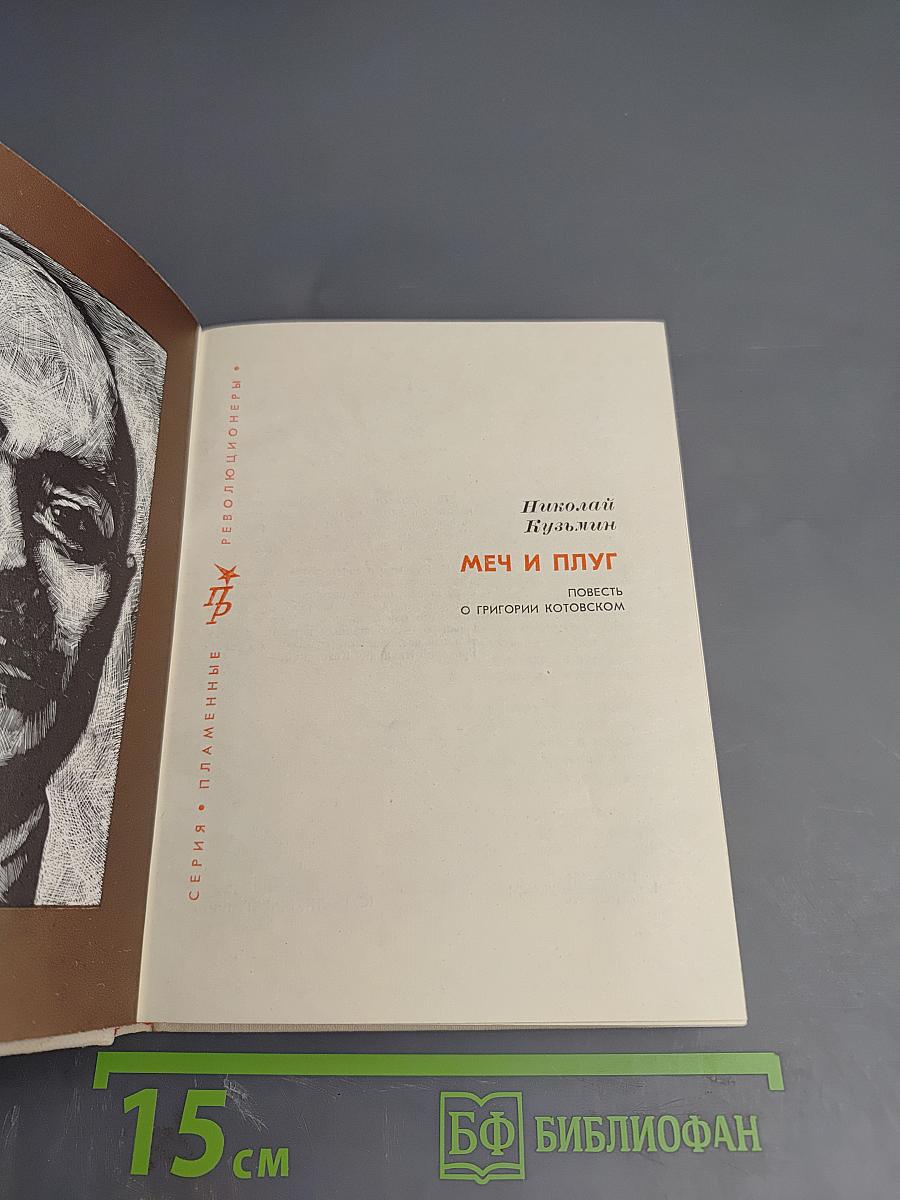 СЕРИЯ • ПЛАМЕННЫЕ ПР РЕВОЛЮЦИОНЕРЫ •
Николай
Кузьмин
МЕЧ И ПЛУГ
ПОВЕСТЬ
О ГРИГОРИИ КОТОВСКОМ
15 см
БФ БИБЛИОФАН